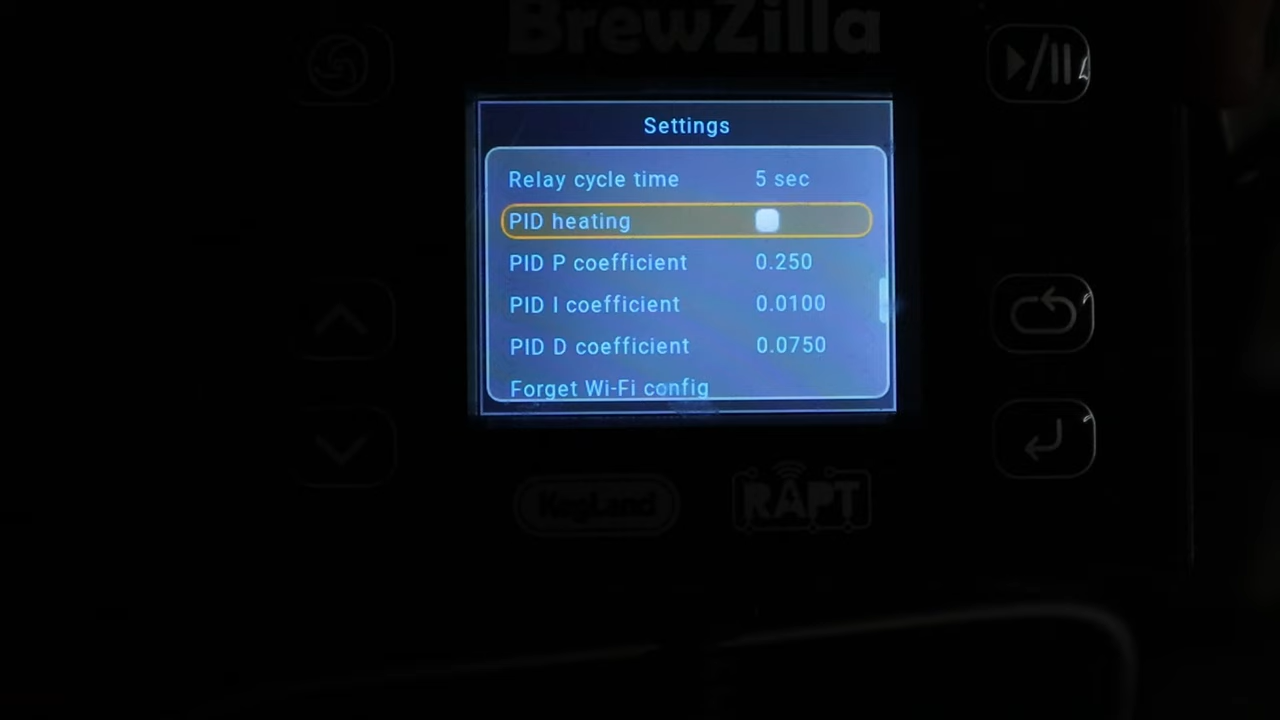 BrewZilla
Settings
Relay cycle time 5 sec
PID heating
PID P coefficient 0.250
PID I coefficient 0.0100
PID D coefficient 0.0750
Forget Wi-Fi config
KegLand
RAPT